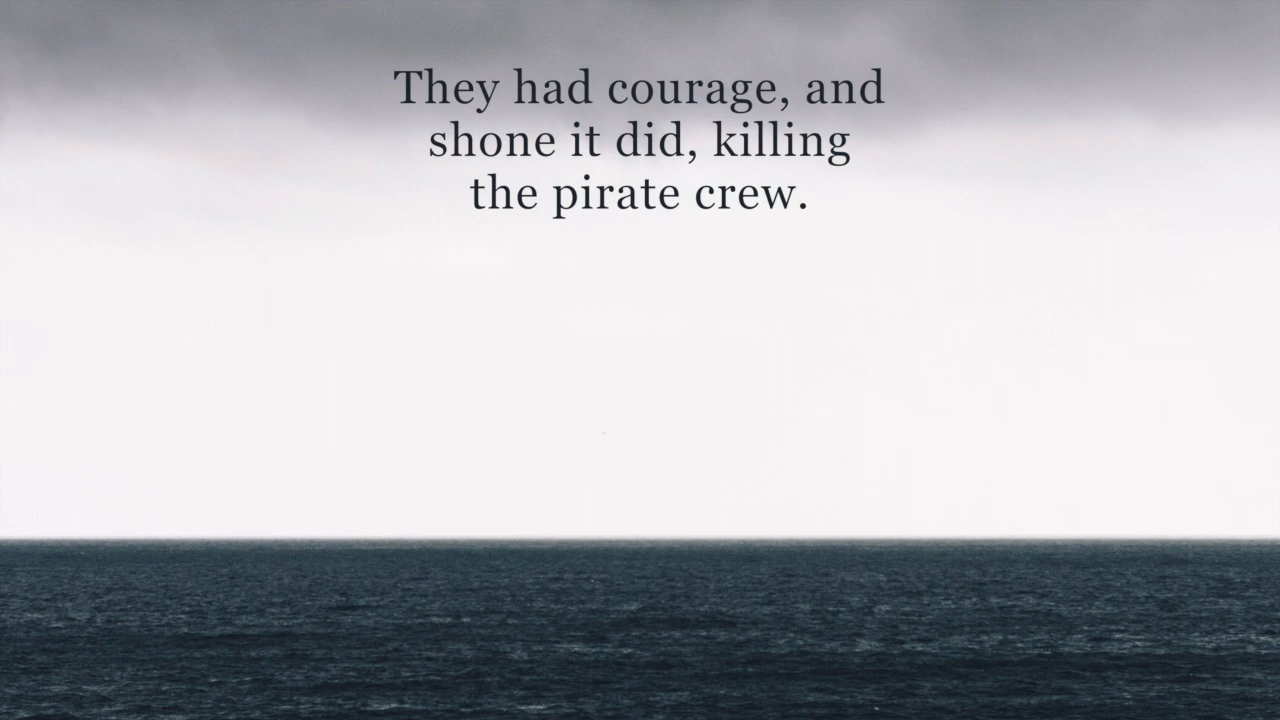 They had courage, and
shone it did, killing
the pirate crew.